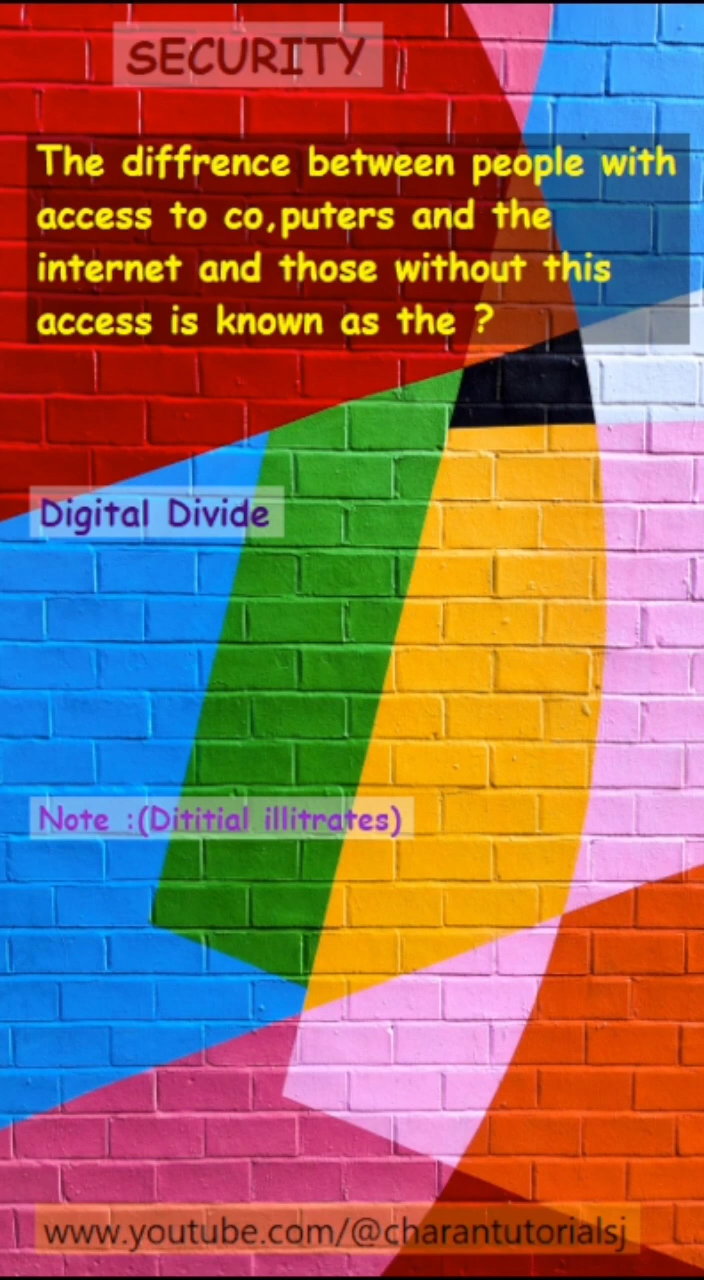 SECURITY
The diffrence between people with
access to co,puters and the
internet and those without this
access is known as the ?
Digital Divide
Note :(Dititial illitrates)
www.youtube.com/@charantutorialsj